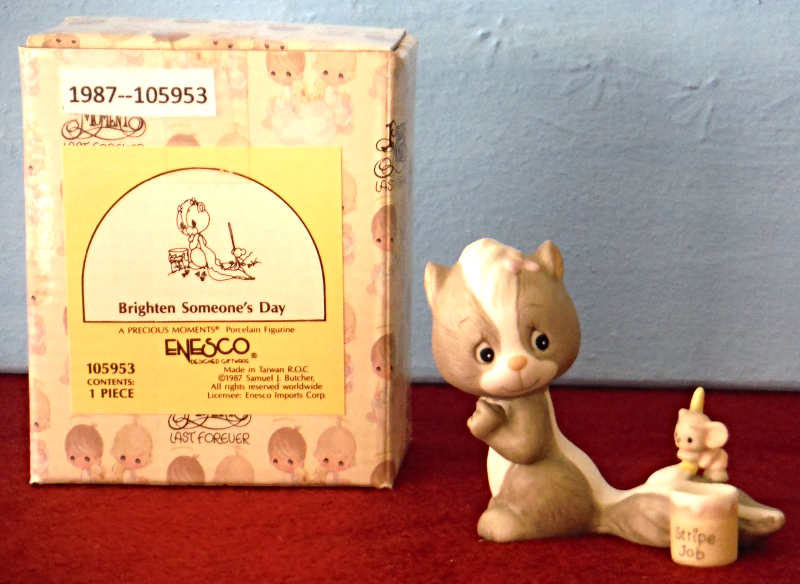 1987--105953
MOMENTS
LAST FOREVER
Brighten Someone's Day
A PRECIOUS MOMENTS® Porcelain Figurine
ENESCO®
DESIGNED GIFTWARE
105953
CONTENTS:
1 PIECE
Made in Taiwan R.O.C
©1987 Samuel J. Butcher,
All rights reserved worldwide
Licensee: Enesco Imports Corp.
LAST FOREVER
Stripe
Job